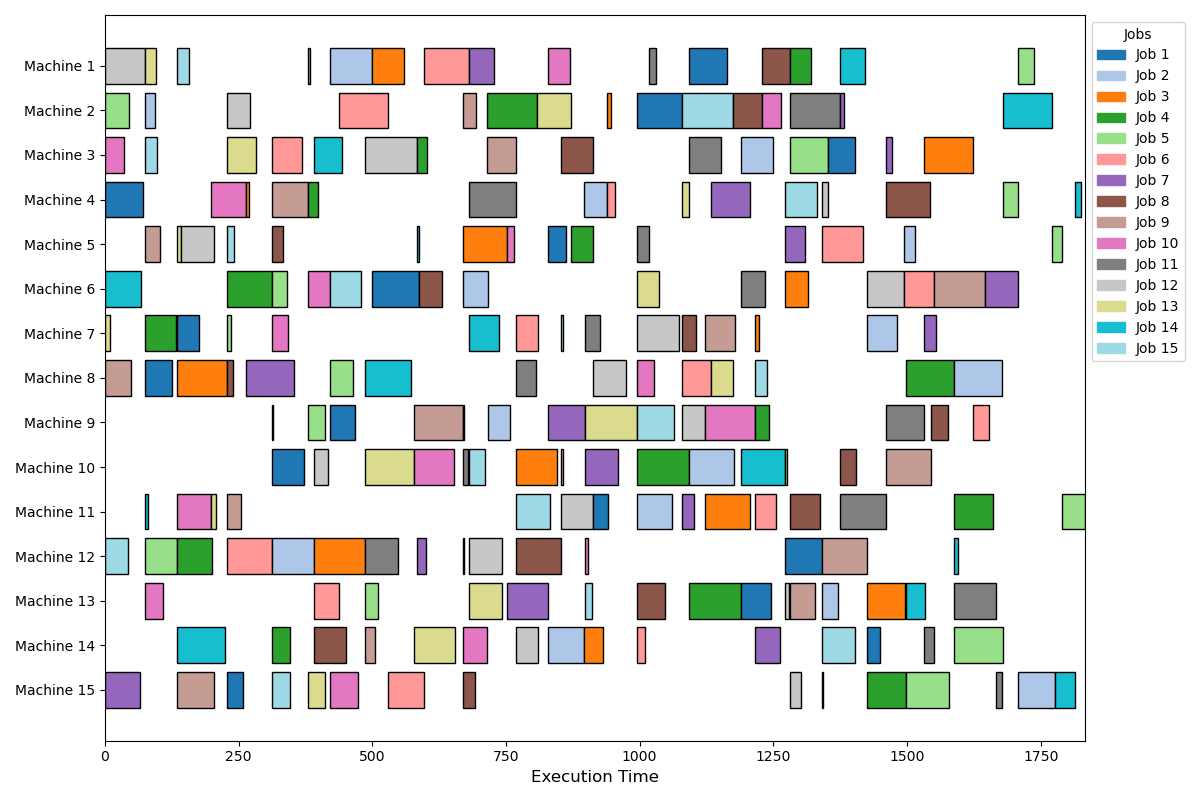 Machine 1
Machine 2
Machine 3
Machine 4
Machine 5
Machine 6
Machine 7
Machine 8
Machine 9
Machine 10
Machine 11
Machine 12
Machine 13
Machine 14
Machine 15
0 250 500 750 1000 1250 1500 1750
Execution Time
Jobs
Job 1
Job 2
Job 3
Job 4
Job 5
Job 6
Job 7
Job 8
Job 9
Job 10
Job 11
Job 12
Job 13
Job 14
Job 15